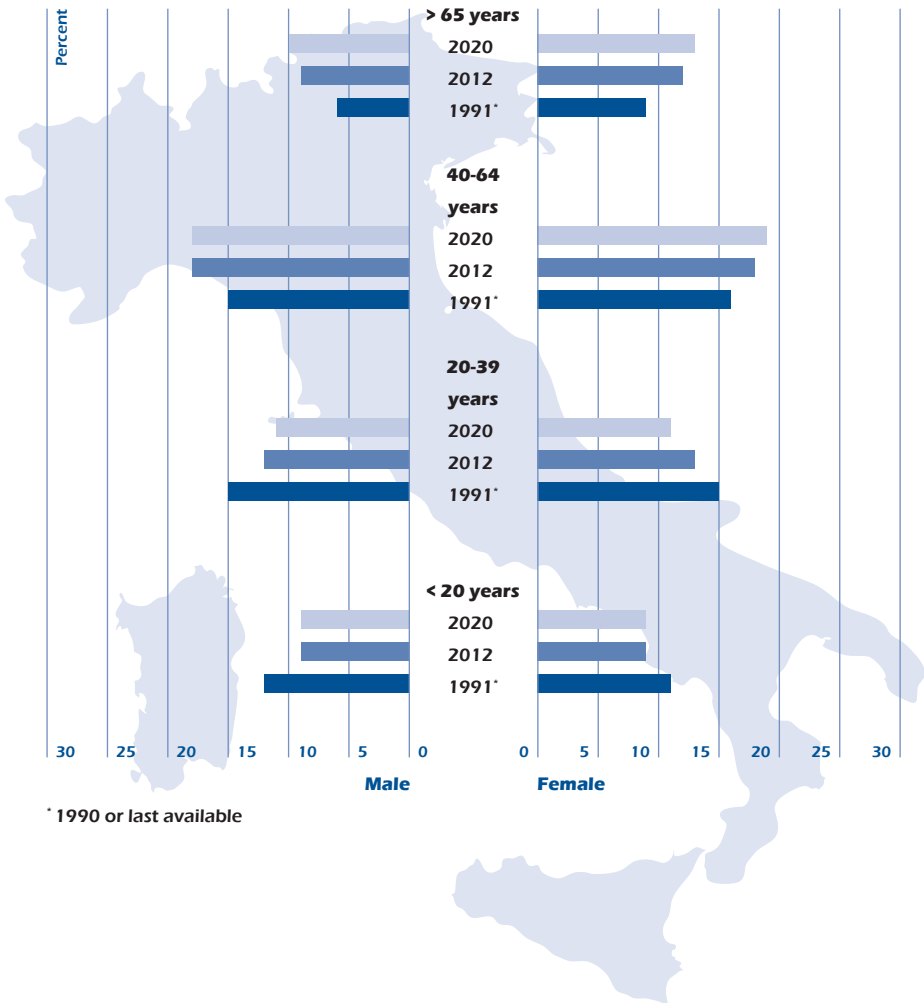 Percent
> 65 years
2020
2012
1991*
40-64
years
2020
2012
1991*
20-39
years
2020
2012
1991*
< 20 years
2020
2012
1991*
30 25 20 15 10 5 0 0 5 10 15 20 25 30
Male Female
* 1990 or last available